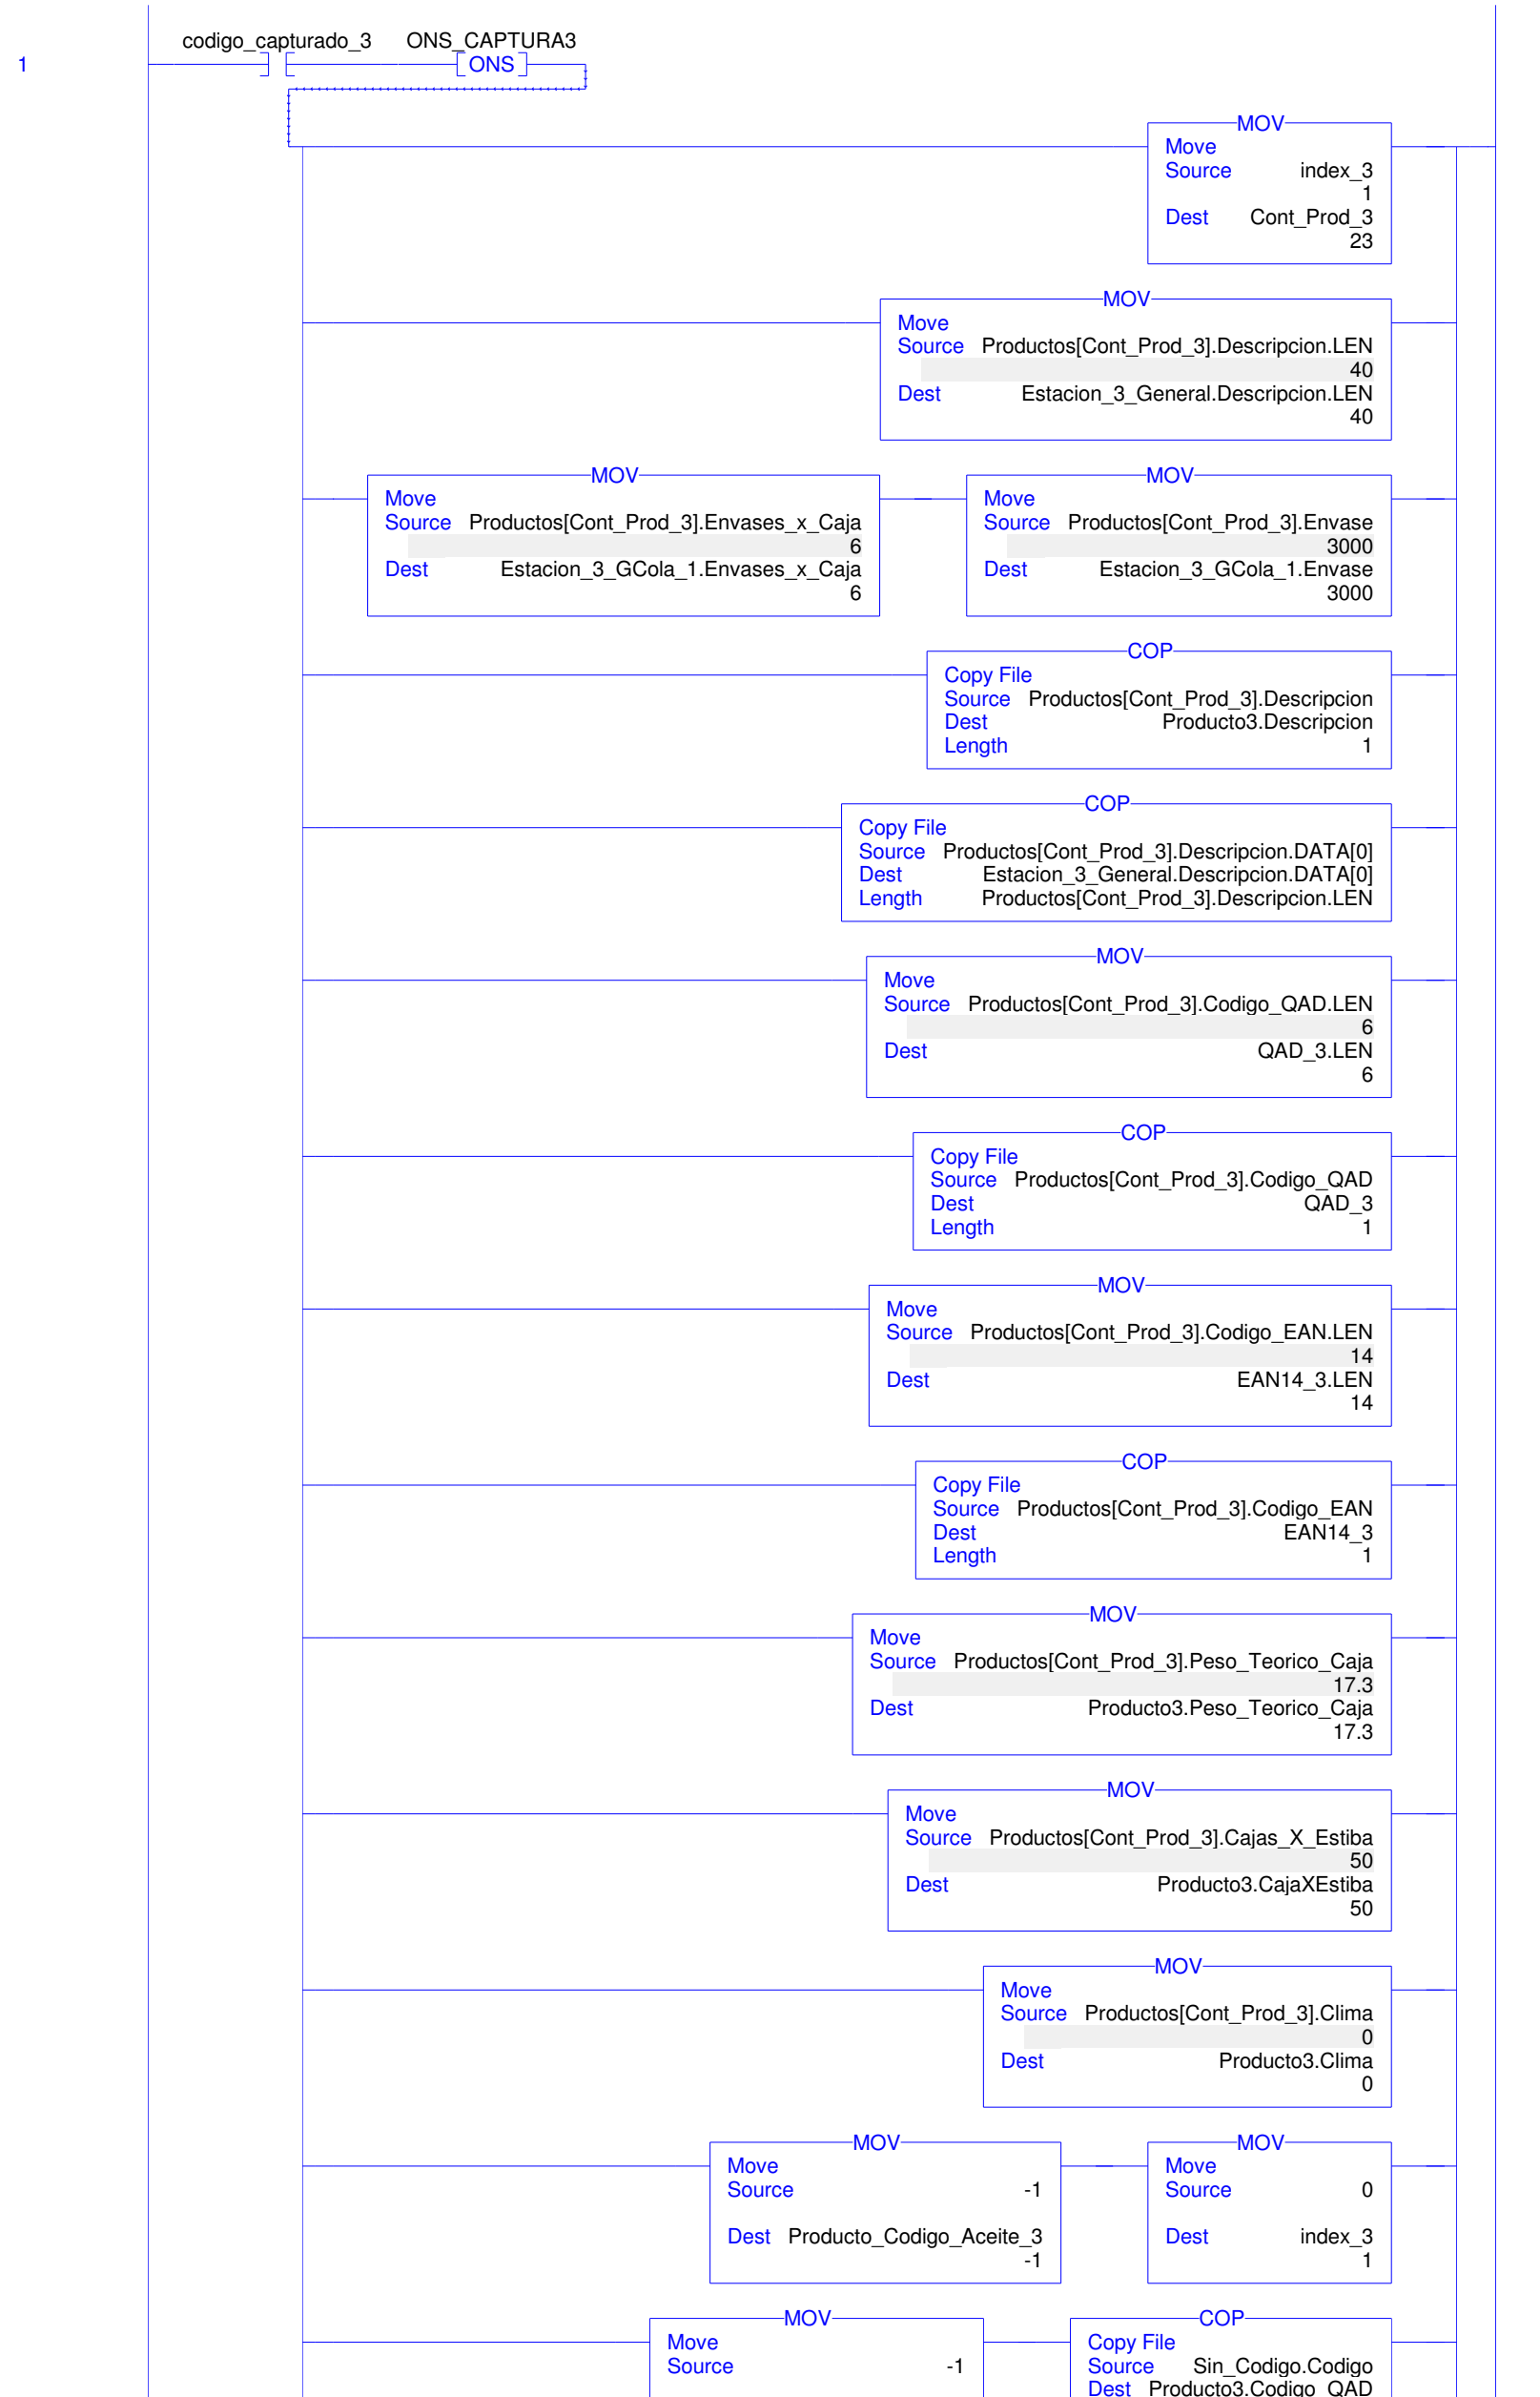 codigo_capturado_3 ONS_CAPTURA3
1 ONS
MOV
Move
Source index_3
1
Dest Cont_Prod_3
23
MOV
Move
Source Productos[Cont_Prod_3].Descripcion.LEN
40
Dest Estacion_3_General.Descripcion.LEN
40
MOV
Move
Source Productos[Cont_Prod_3].Envases_x_Caja
6
Dest Estacion_3_GCola_1.Envases_x_Caja
6
MOV
Move
Source Productos[Cont_Prod_3].Envase
3000
Dest Estacion_3_GCola_1.Envase
3000
COP
Copy File
Source Productos[Cont_Prod_3].Descripcion
Dest Producto3.Descripcion
Length 1
COP
Copy File
Source Productos[Cont_Prod_3].Descripcion.DATA[0]
Dest Estacion_3_General.Descripcion.DATA[0]
Length Productos[Cont_Prod_3].Descripcion.LEN
MOV
Move
Source Productos[Cont_Prod_3].Codigo_QAD.LEN
6
Dest QAD_3.LEN
6
COP
Copy File
Source Productos[Cont_Prod_3].Codigo_QAD
Dest QAD_3
Length 1
MOV
Move
Source Productos[Cont_Prod_3].Codigo_EAN.LEN
14
Dest EAN14_3.LEN
14
COP
Copy File
Source Productos[Cont_Prod_3].Codigo_EAN
Dest EAN14_3
Length 1
MOV
Move
Source Productos[Cont_Prod_3].Peso_Teorico_Caja
17.3
Dest Producto3.Peso_Teorico_Caja
17.3
MOV
Move
Source Productos[Cont_Prod_3].Cajas_X_Estiba
50
Dest Producto3.CajaXEstiba
50
MOV
Move
Source Productos[Cont_Prod_3].Clima
0
Dest Producto3.Clima
0
MOV
Move
Source -1
Dest Producto_Codigo_Aceite_3
-1
MOV
Move
Source 0
Dest index_3
1
MOV
Move
Source -1
COP
Copy File
Source Sin_Codigo.Codigo
Dest Producto3.Codigo_QAD